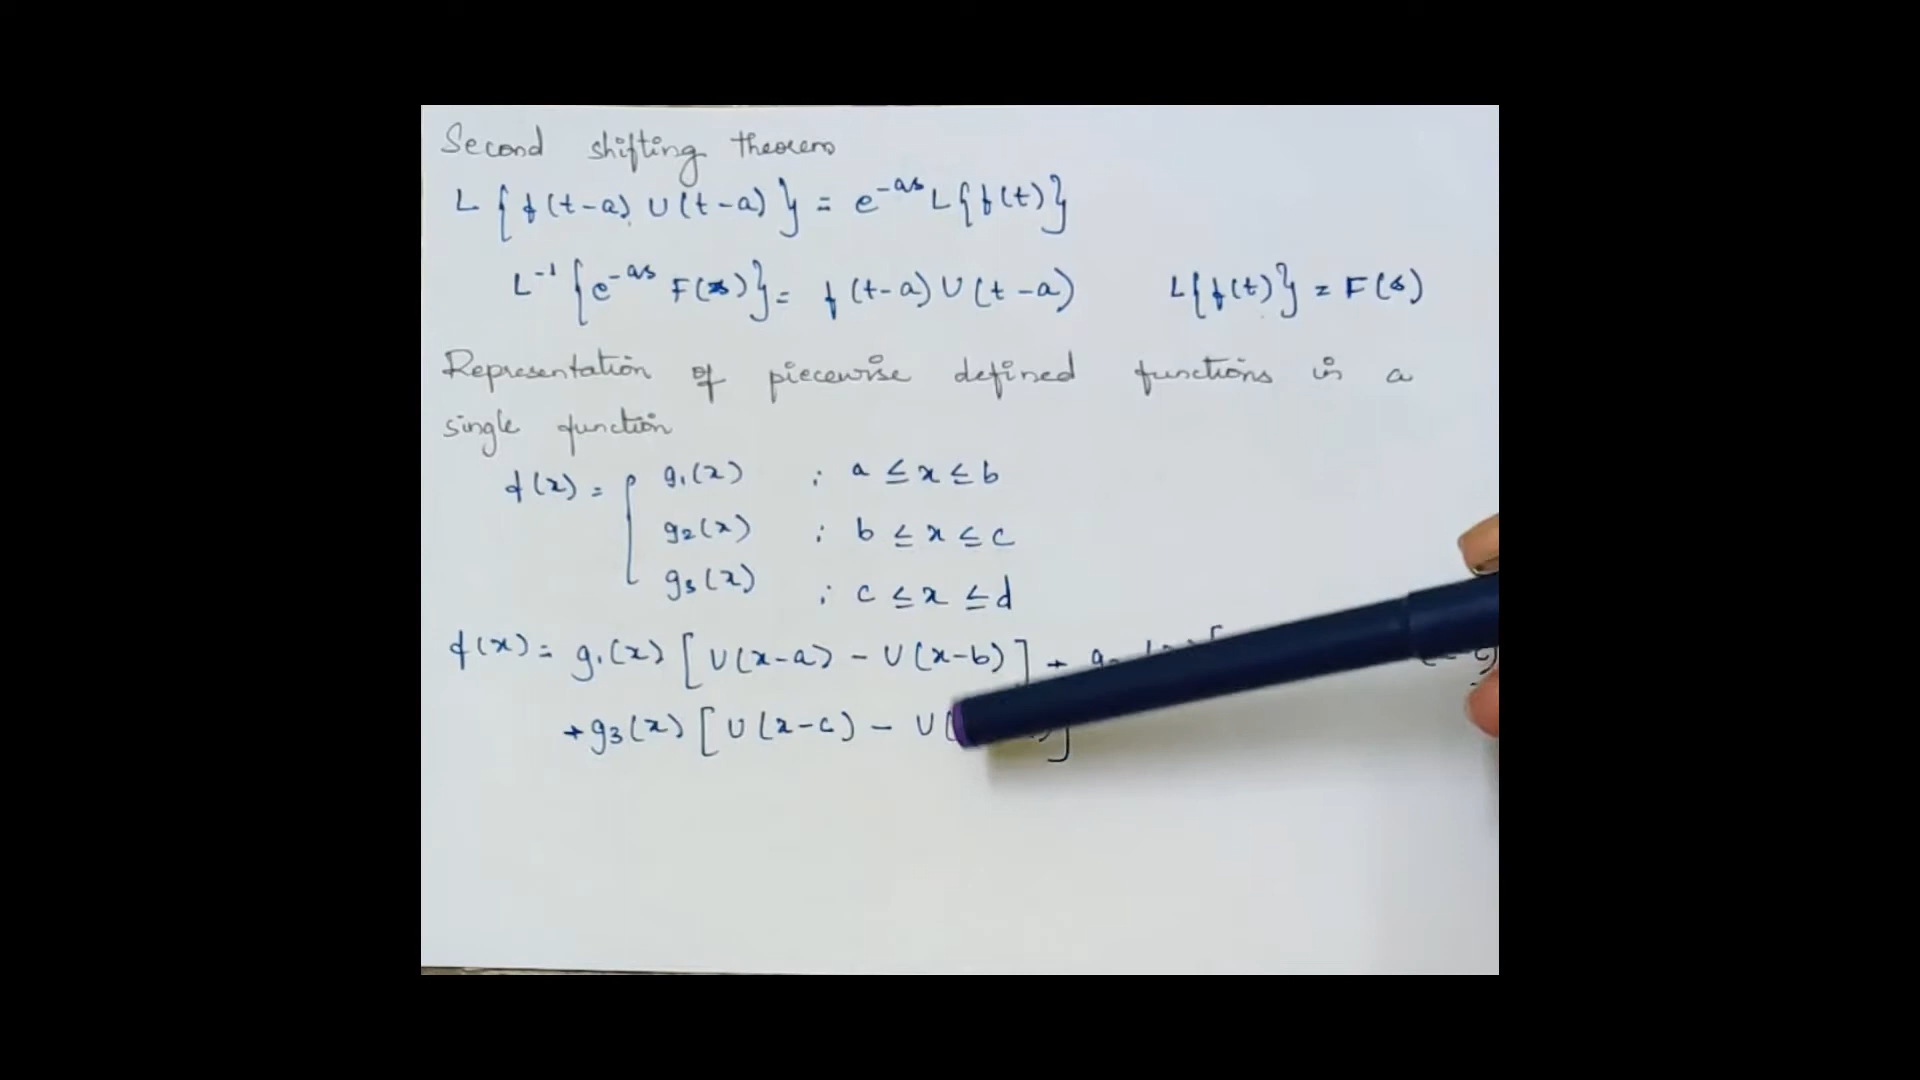 Second shifting theorem
L{f(t-a) U(t-a)} = e^{-as} L{f(t)}
L^{-1}{e^{-as} F(s)} = f(t-a) U(t-a) L{f(t)} = F(s)
Representation of piecewise defined functions in a
single function
f(x) = { g₁(x) ; a ≤ x ≤ b
g₂(x) ; b ≤ x ≤ c
g₃(x) ; c ≤ x ≤ d
f(x) = g₁(x) [U(x-a) - U(x-b)] +
+ g₃(x) [U(x-c) - U( ]